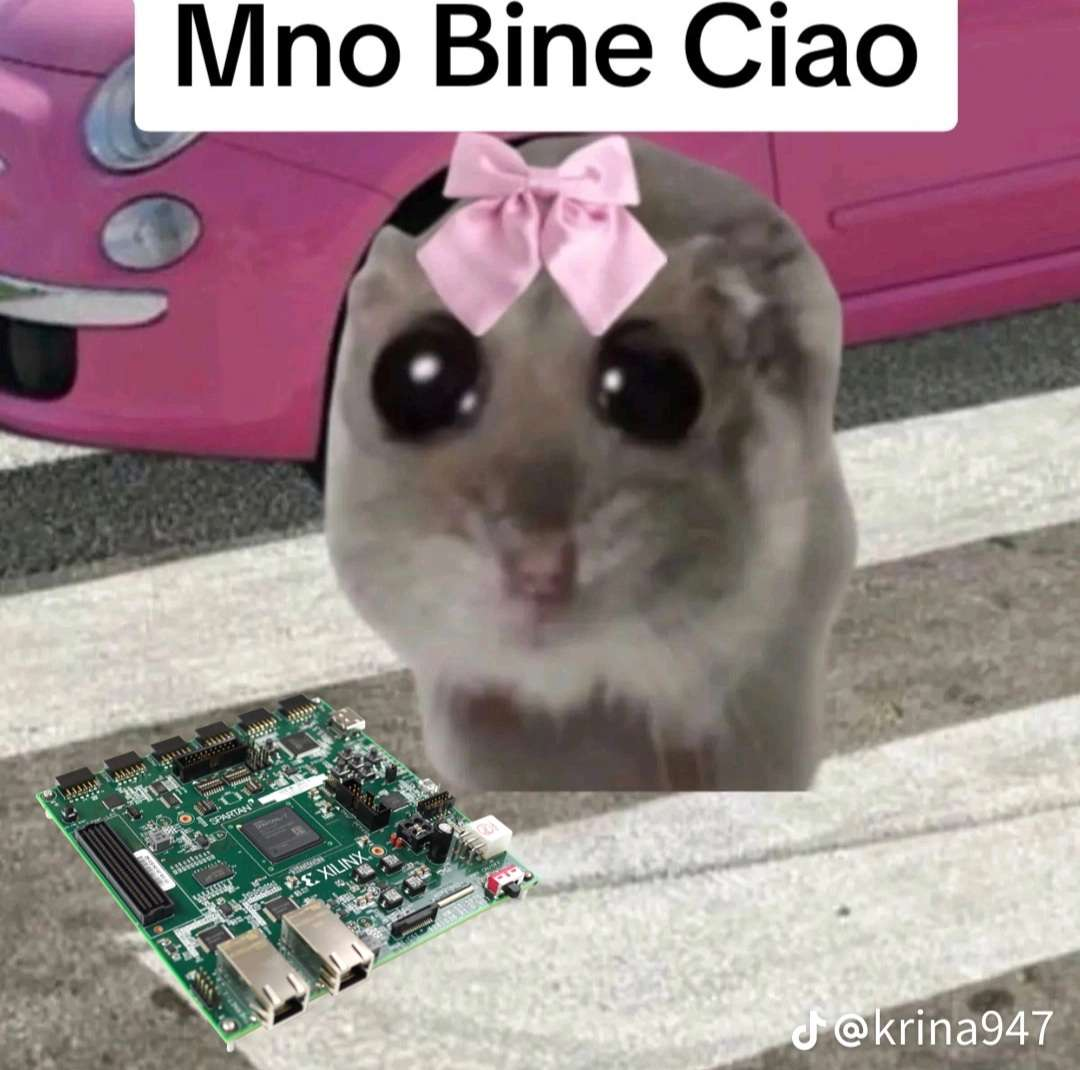 Mno Bine Ciao
SPARTAN
XILINX
@krina947